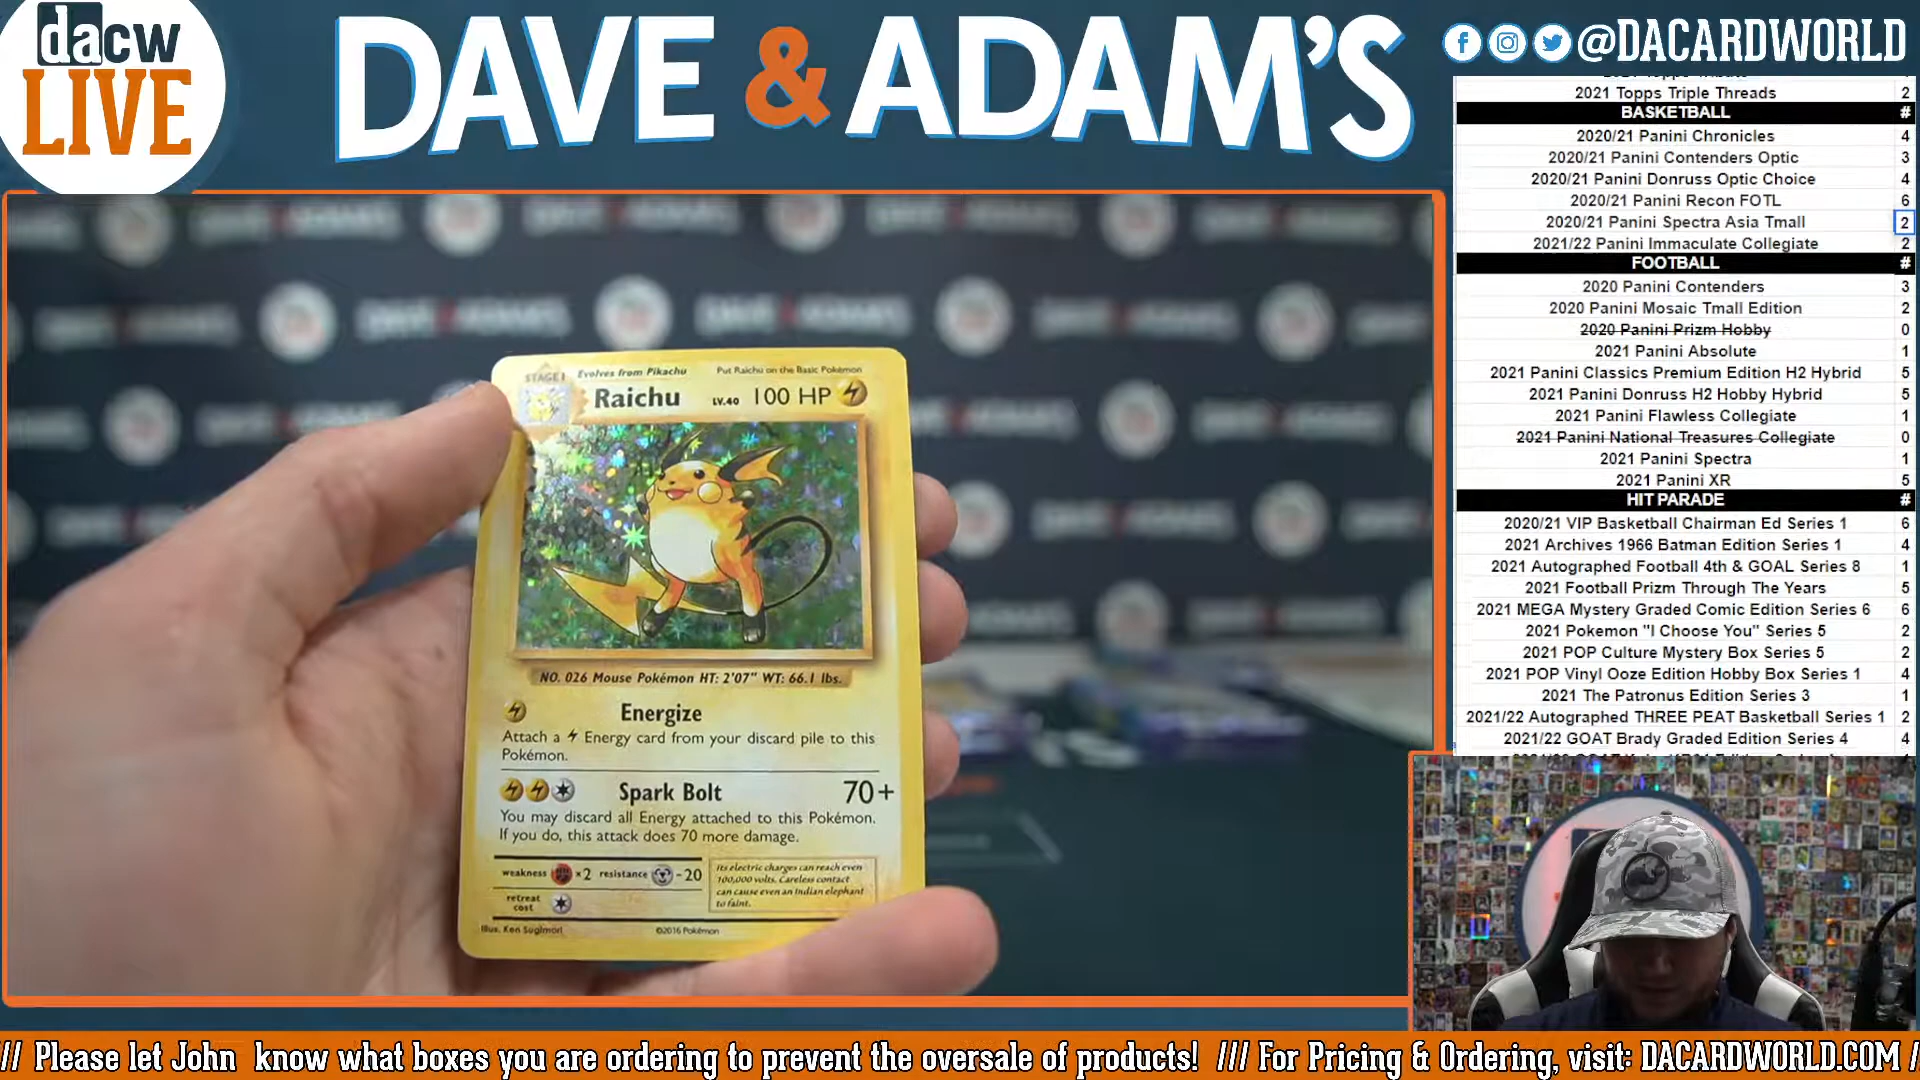 dacw
LIVE
DAVE & ADAM'S
@DACARDWORLD
2021 Topps Triple Threads 2
BASKETBALL #
2020/21 Panini Chronicles 4
2020/21 Panini Contenders Optic 3
2020/21 Panini Donruss Optic Choice 4
2020/21 Panini Recon FOTL 6
2020/21 Panini Spectra Asia Tmall 2
2021/22 Panini Immaculate Collegiate 2
FOOTBALL #
2020 Panini Contenders 3
2020 Panini Mosaic Tmall Edition 2
2020 Panini Prizm Hobby 0
2021 Panini Absolute 1
2021 Panini Classics Premium Edition H2 Hybrid 5
2021 Panini Donruss H2 Hobby Hybrid 5
2021 Panini Flawless Collegiate 1
2021 Panini National Treasures Collegiate 0
2021 Panini Spectra 1
2021 Panini XR 5
HIT PARADE #
2020/21 VIP Basketball Chairman Ed Series 1 6
2021 Archives 1966 Batman Edition Series 1 4
2021 Autographed Football 4th & GOAL Series 8 1
2021 Football Prizm Through The Years 5
2021 MEGA Mystery Graded Comic Edition Series 6 6
2021 Pokemon "I Choose You" Series 5 2
2021 POP Culture Mystery Box Series 5 2
2021 POP Vinyl Ooze Edition Hobby Box Series 1 4
2021 The Patronus Edition Series 3 1
2021/22 Autographed THREE PEAT Basketball Series 1 2
2021/22 GOAT Brady Graded Edition Series 4 4
STAGE 1 Evolves from Pikachu Put Raichu on the Basic Pokémon
Raichu LV.40 100 HP
NO. 026 Mouse Pokémon HT: 2'07" WT: 66.1 lbs.
Energize
Attach a Energy card from your discard pile to this
Pokémon.
Spark Bolt 70+
You may discard all Energy attached to this Pokémon.
If you do, this attack does 70 more damage.
weakness ×2 resistance -20
retreat
cost
Its electric charges can reach even
100,000 volts. Careless contact
can cause even an Indian elephant
to faint.
Illus. Ken Sugimori ©2016 Pokémon
/// Please let John know what boxes you are ordering to prevent the oversale of products! /// For Pricing & Ordering, visit: DACARDWORLD.COM /